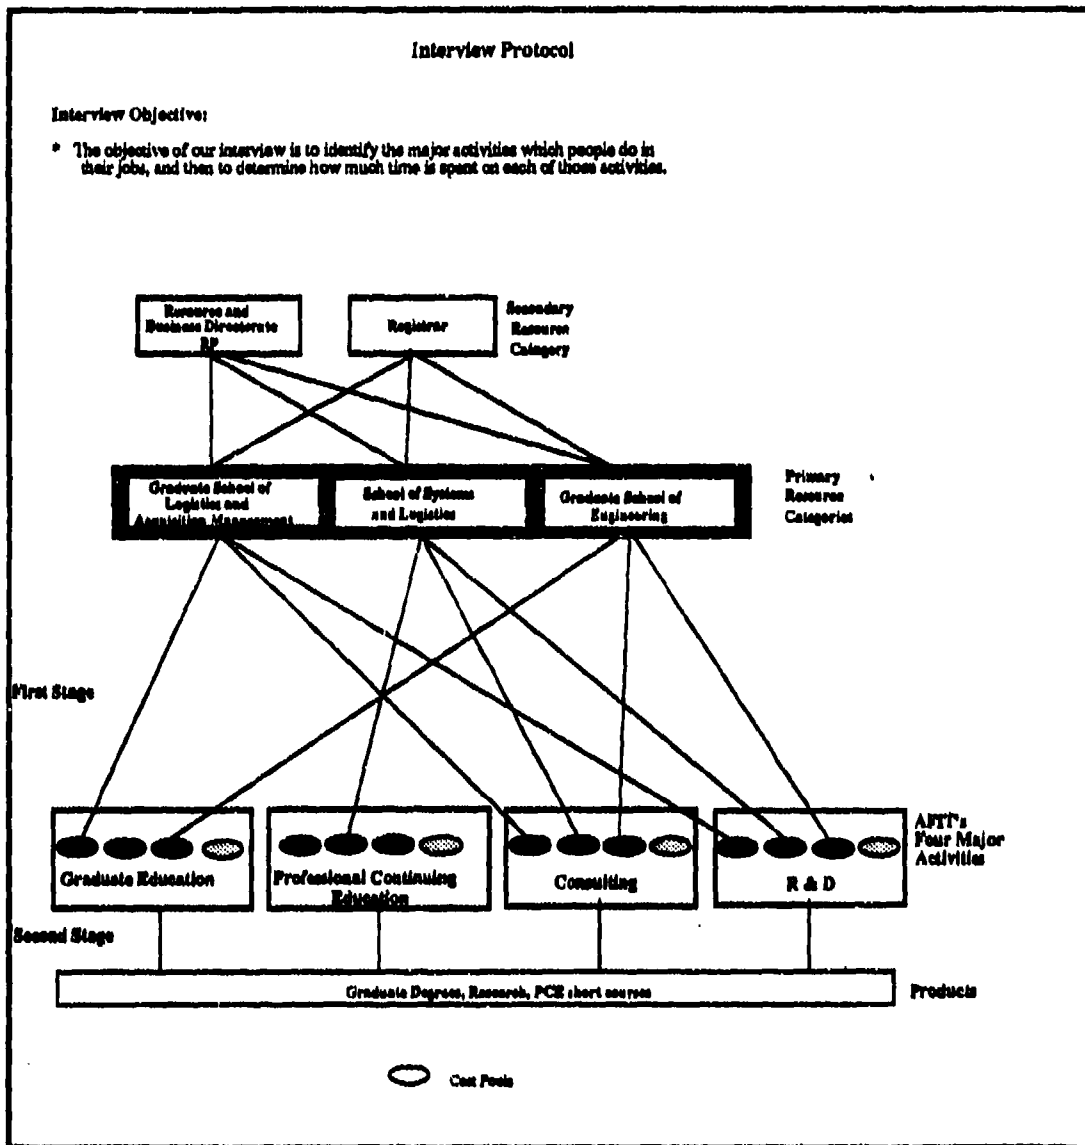 Interview Protocol
Interview Objective:
* The objective of our interview is to identify the major activities which people do in
their jobs, and then to determine how much time is spent on each of those activities.
Resource and
Business Directorate
RP
Registrar
Secondary
Resource
Category
Graduate School of
Logistics and
Acquisition Management
School of Systems
and Logistics
Graduate School of
Engineering
Primary
Resource
Categories
First Stage
Graduate Education
Professional Continuing
Education
Consulting
R & D
AFIT's
Four Major
Activities
Second Stage
Graduate Degrees, Research, PCE short courses
Products
Cost Pools